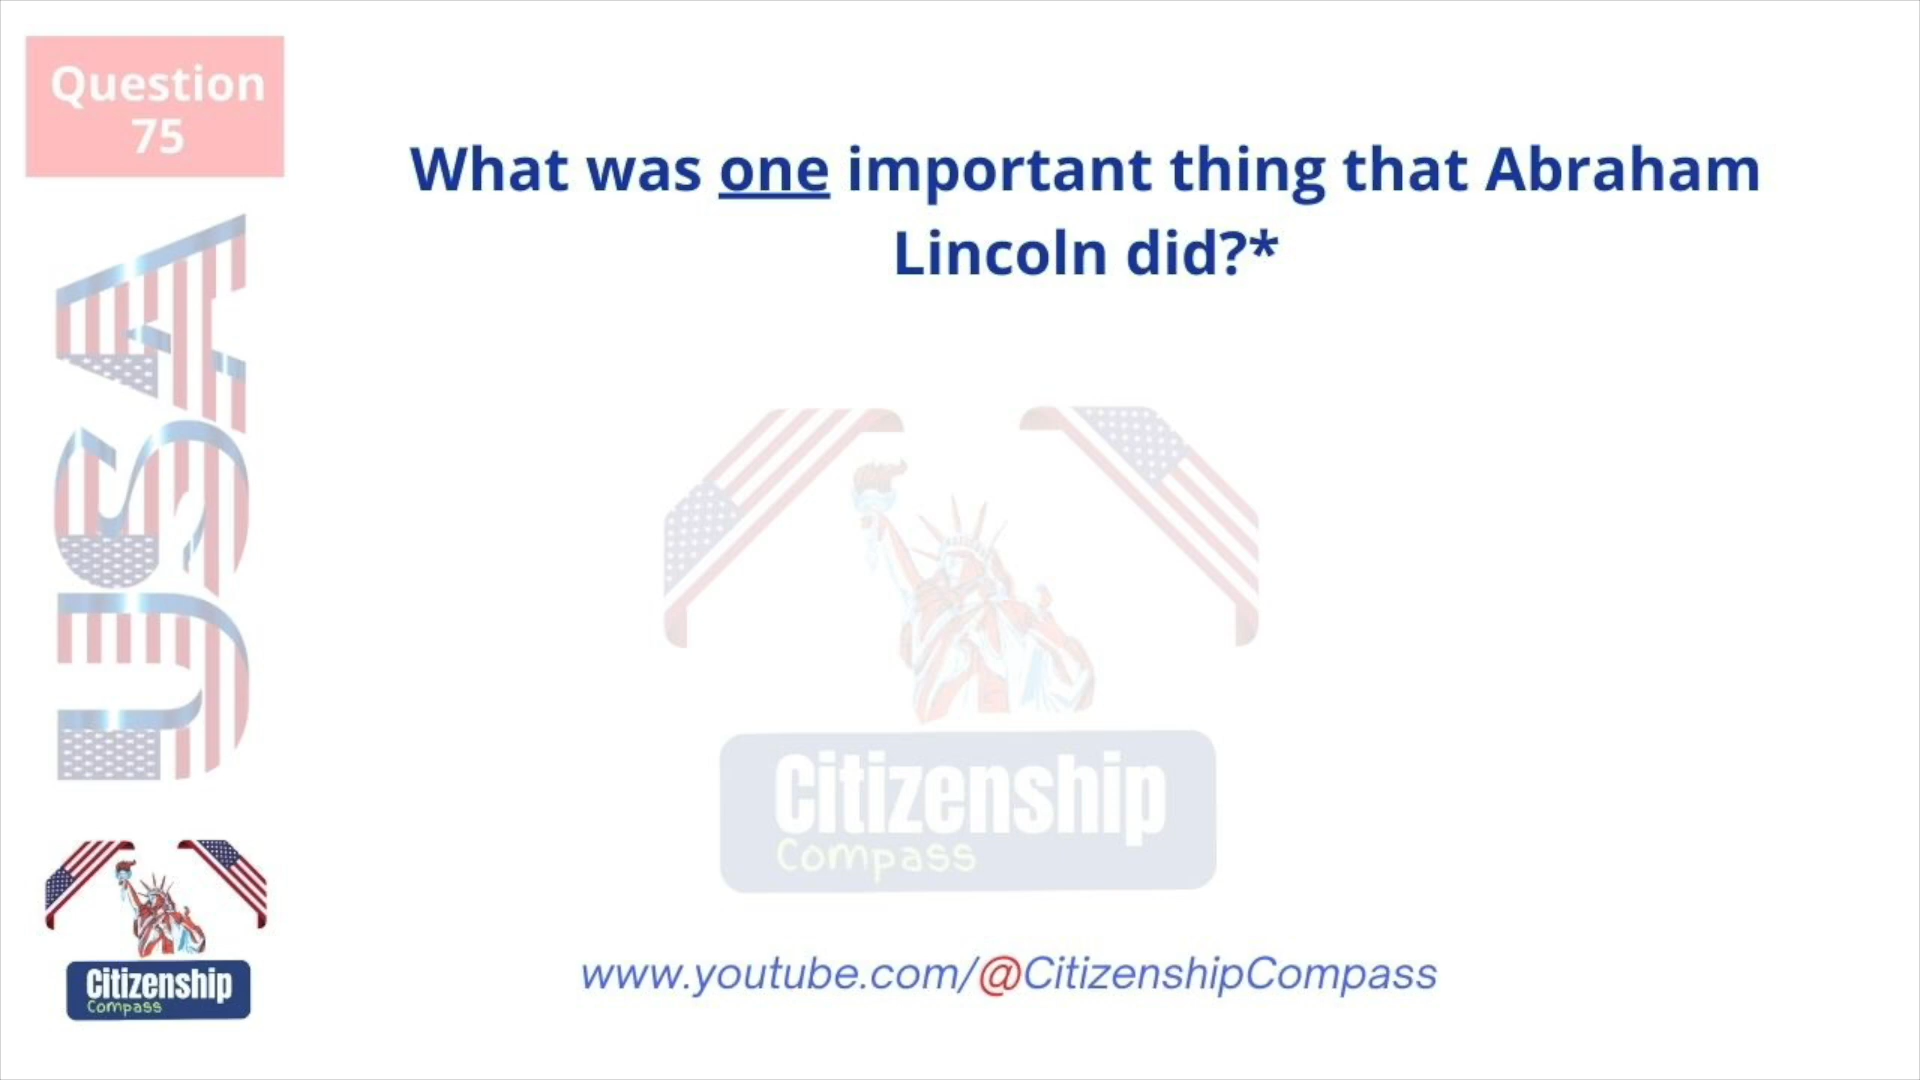 Question
75
What was one important thing that Abraham
Lincoln did?*
USA
Citizenship
Compass
Citizenship
Compass
www.youtube.com/@CitizenshipCompass